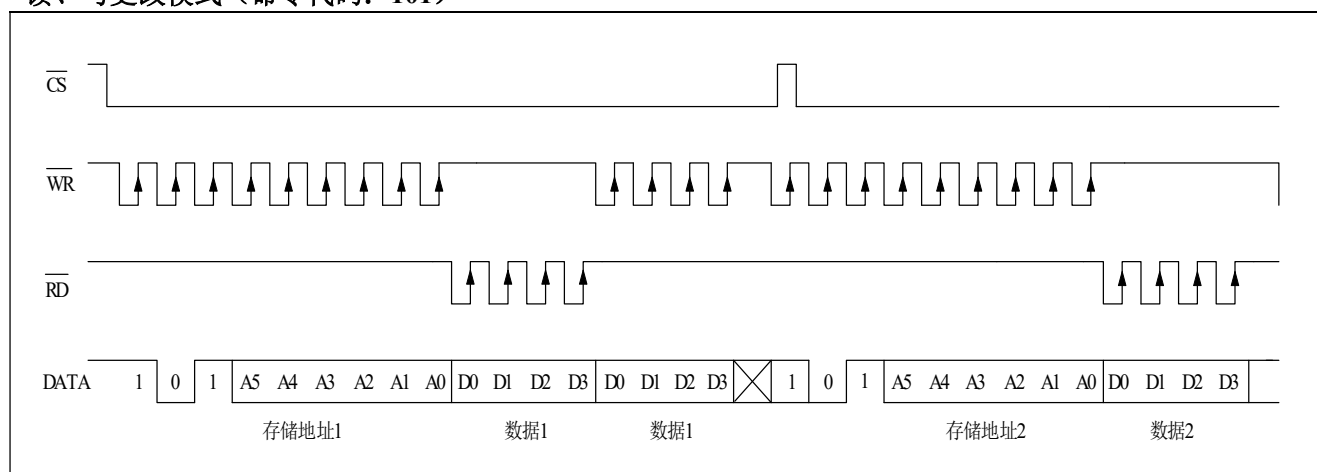 读、写更改模式（命令代码：101）
CS
WR
RD
DATA 1 0 1 A5 A4 A3 A2 A1 A0 D0 D1 D2 D3 D0 D1 D2 D3 1 0 1 A5 A4 A3 A2 A1 A0 D0 D1 D2 D3
存储地址1 数据1 数据1 存储地址2 数据2